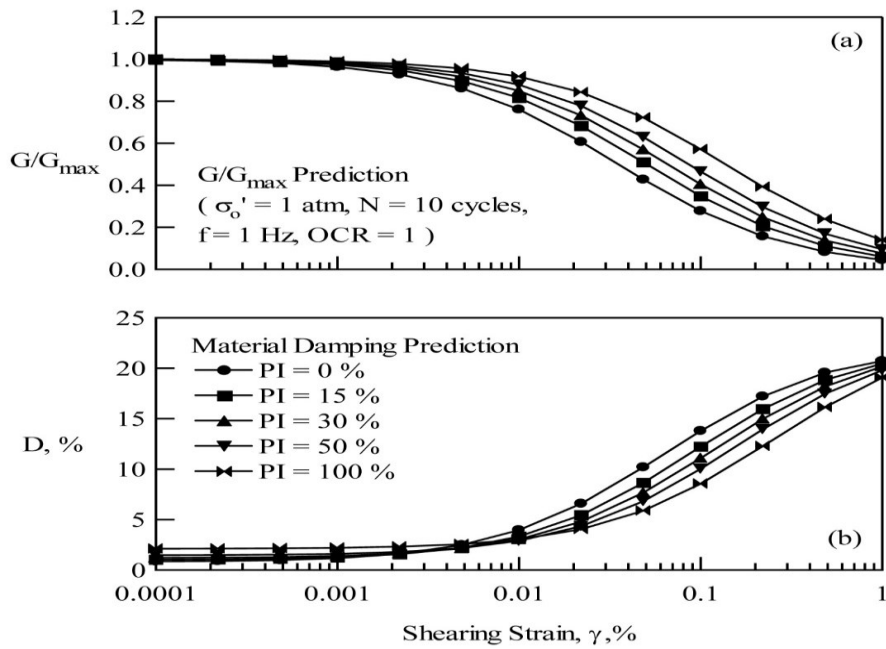 1.2
1.0
0.8
0.6
0.4
0.2
0.0
G/Gmax
(a)
G/Gmax Prediction
( σo' = 1 atm, N = 10 cycles,
f = 1 Hz, OCR = 1 )
25
20
15
10
5
0
D, %
Material Damping Prediction
PI = 0 %
PI = 15 %
PI = 30 %
PI = 50 %
PI = 100 %
(b)
0.0001 0.001 0.01 0.1 1
Shearing Strain, γ ,%